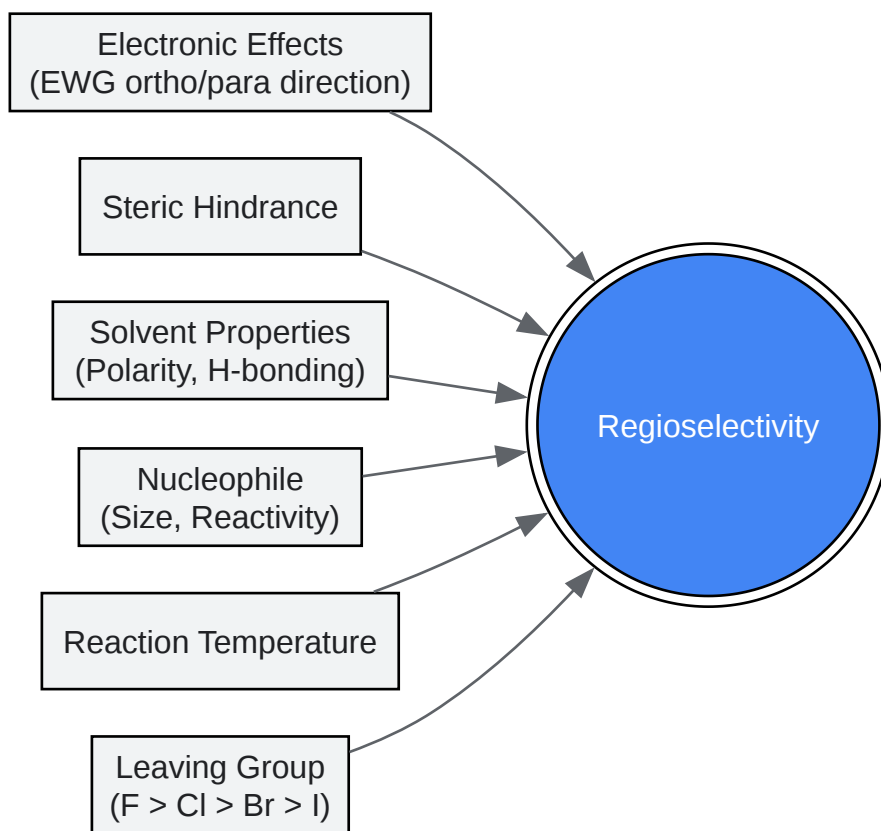 Electronic Effects
(EWG ortho/para direction)
Steric Hindrance
Solvent Properties
(Polarity, H-bonding)
Regioselectivity
Nucleophile
(Size, Reactivity)
Reaction Temperature
Leaving Group
(F > Cl > Br > I)